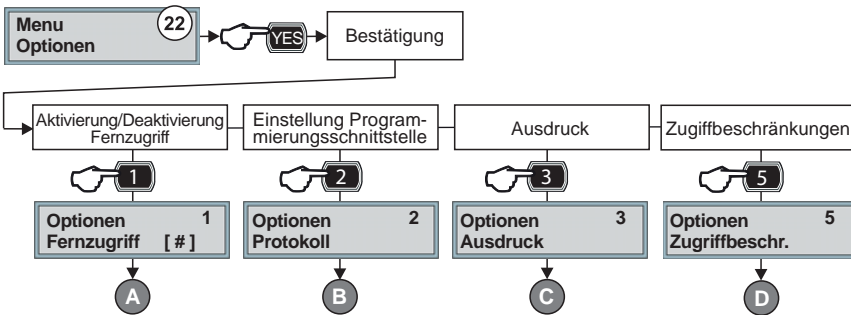 Menu 22
Optionen
YES
Bestätigung
Aktivierung/Deaktivierung
Fernzugriff
Einstellung Program-
mierungsschnittstelle
Ausdruck
Zugiffbeschränkungen
1
2
3
5
Optionen 1
Fernzugriff [ # ]
Optionen 2
Protokoll
Optionen 3
Ausdruck
Optionen 5
Zugriffbeschr.
A
B
C
D